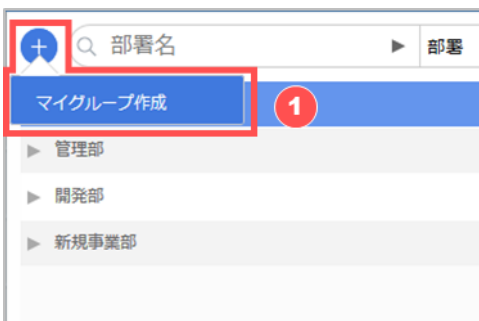 + 部署名 ▶ 部署
マイグループ作成 1
▶ 管理部
▶ 開発部
▶ 新規事業部